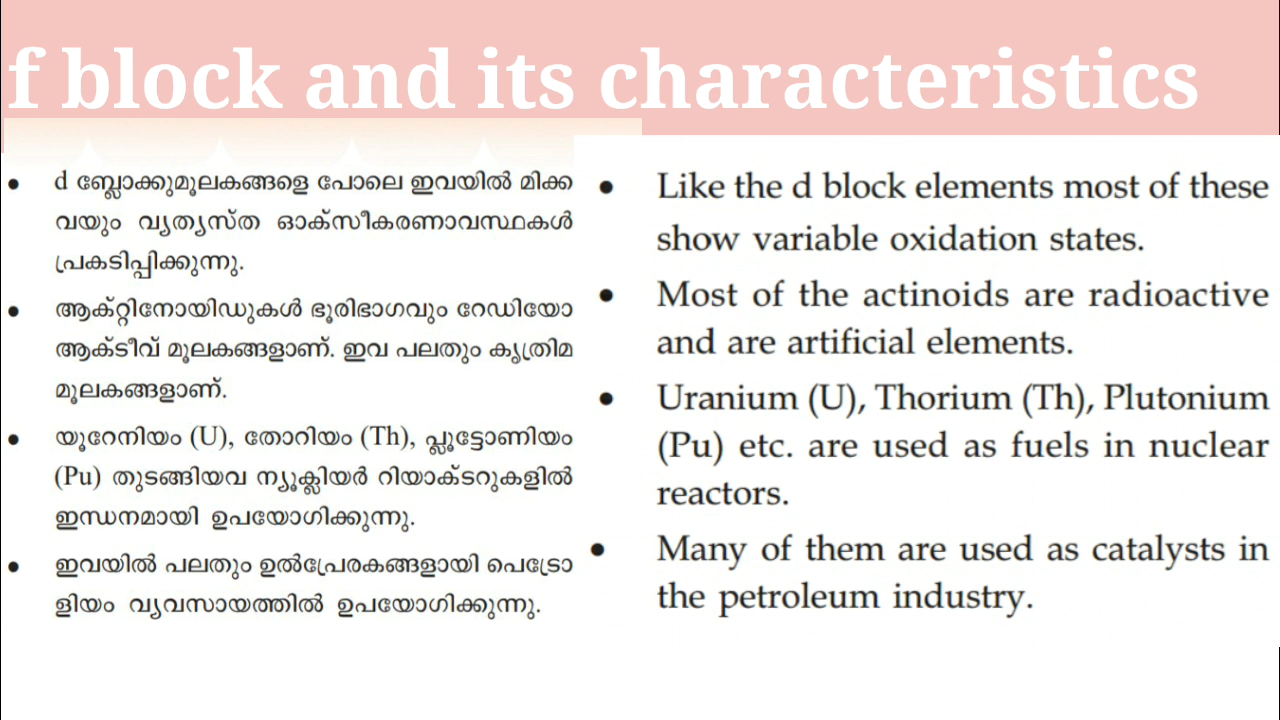 f block and its characteristics
● d ബ്ലോക്കുമൂലകങ്ങളെ പോലെ ഇവയിൽ മിക്ക
വയും വ്യത്യസ്ത ഓക്സീകരണാവസ്ഥകൾ
പ്രകടിപ്പിക്കുന്നു.
● ആക്റ്റിനോയിഡുകൾ ഭൂരിഭാഗവും റേഡിയോ
ആക്ടീവ് മൂലകങ്ങളാണ്. ഇവ പലതും കൃത്രിമ
മൂലകങ്ങളാണ്.
● യൂറേനിയം (U), തോറിയം (Th), പ്ലൂട്ടോണിയം
(Pu) തുടങ്ങിയവ ന്യൂക്ലിയർ റിയാക്ടറുകളിൽ
ഇന്ധനമായി ഉപയോഗിക്കുന്നു.
● ഇവയിൽ പലതും ഉൽപ്രേരകങ്ങളായി പെട്രോ
ളിയം വ്യവസായത്തിൽ ഉപയോഗിക്കുന്നു.
● Like the d block elements most of these
show variable oxidation states.
● Most of the actinoids are radioactive
and are artificial elements.
● Uranium (U), Thorium (Th), Plutonium
(Pu) etc. are used as fuels in nuclear
reactors.
● Many of them are used as catalysts in
the petroleum industry.